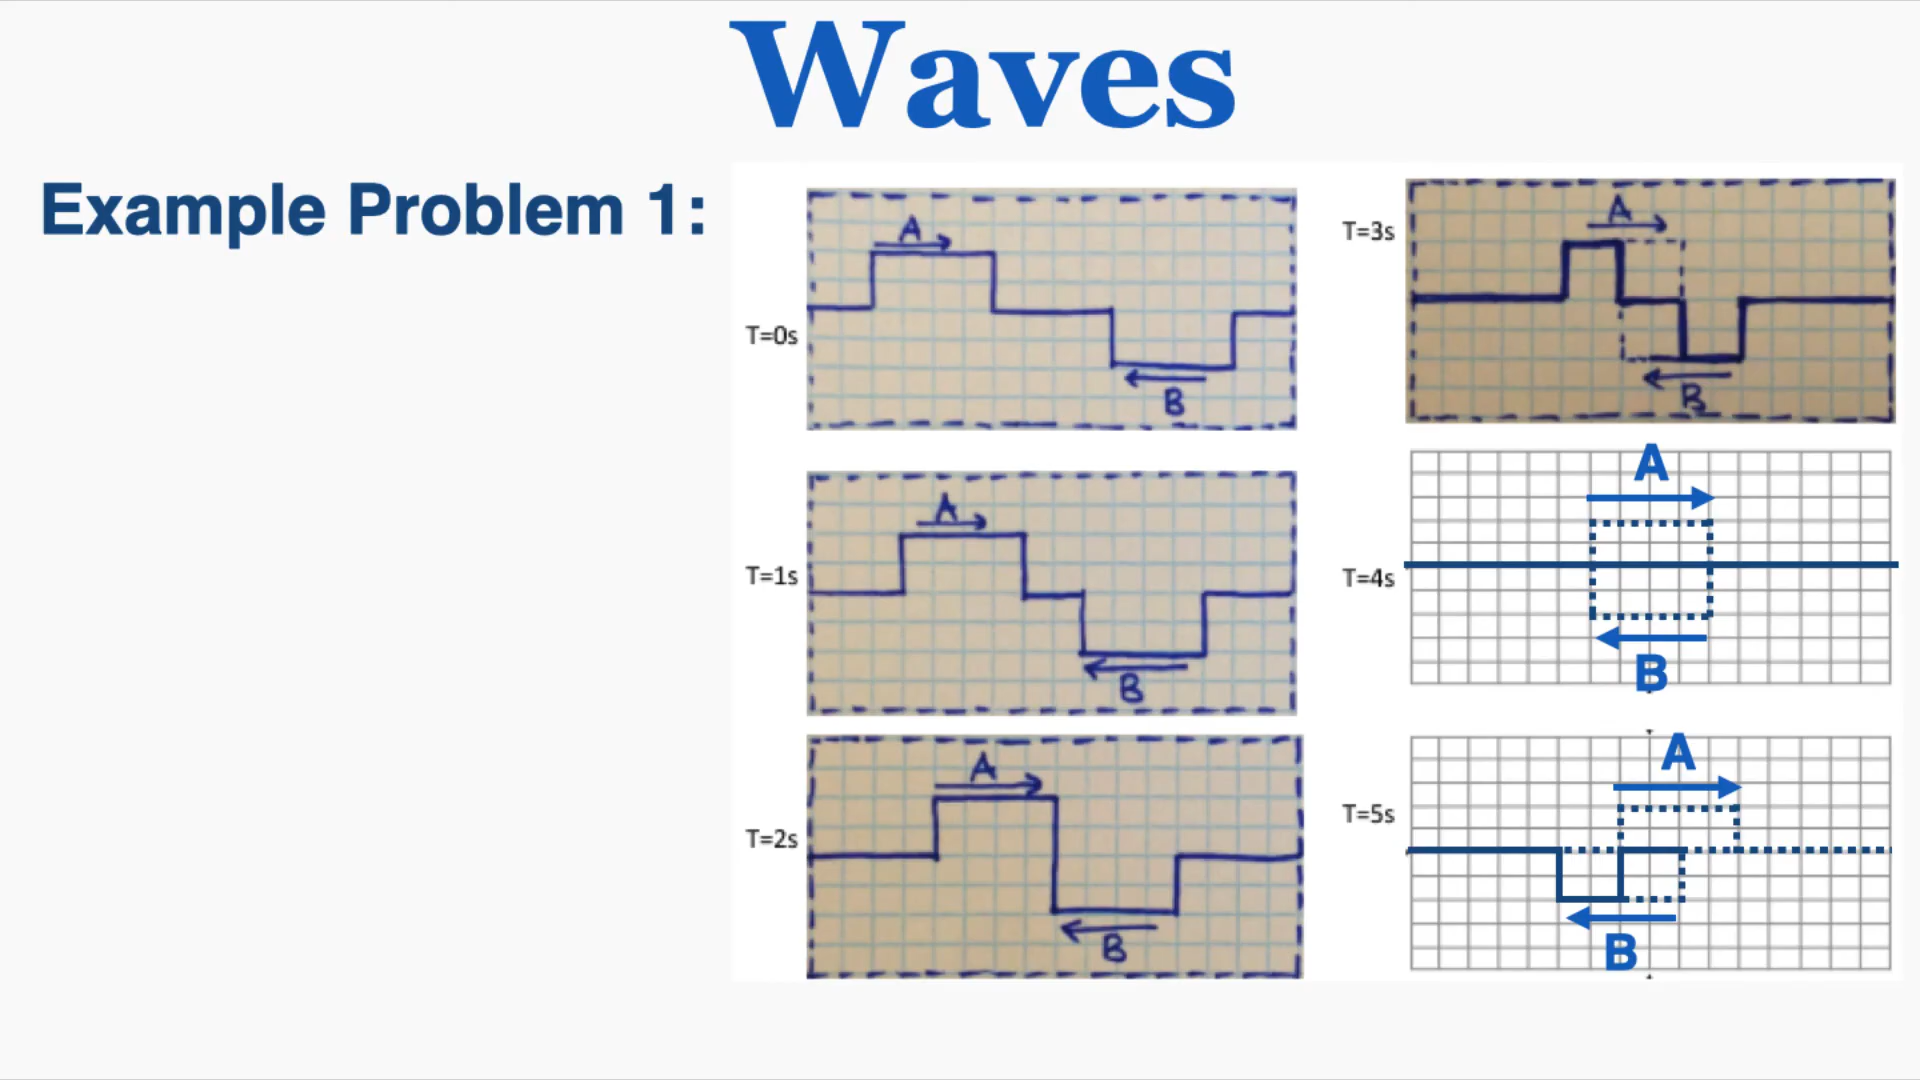 Waves
Example Problem 1:
A
T=0s
B
A
T=1s
B
A
T=2s
B
A
T=3s
B
A
T=4s
B
A
T=5s
B